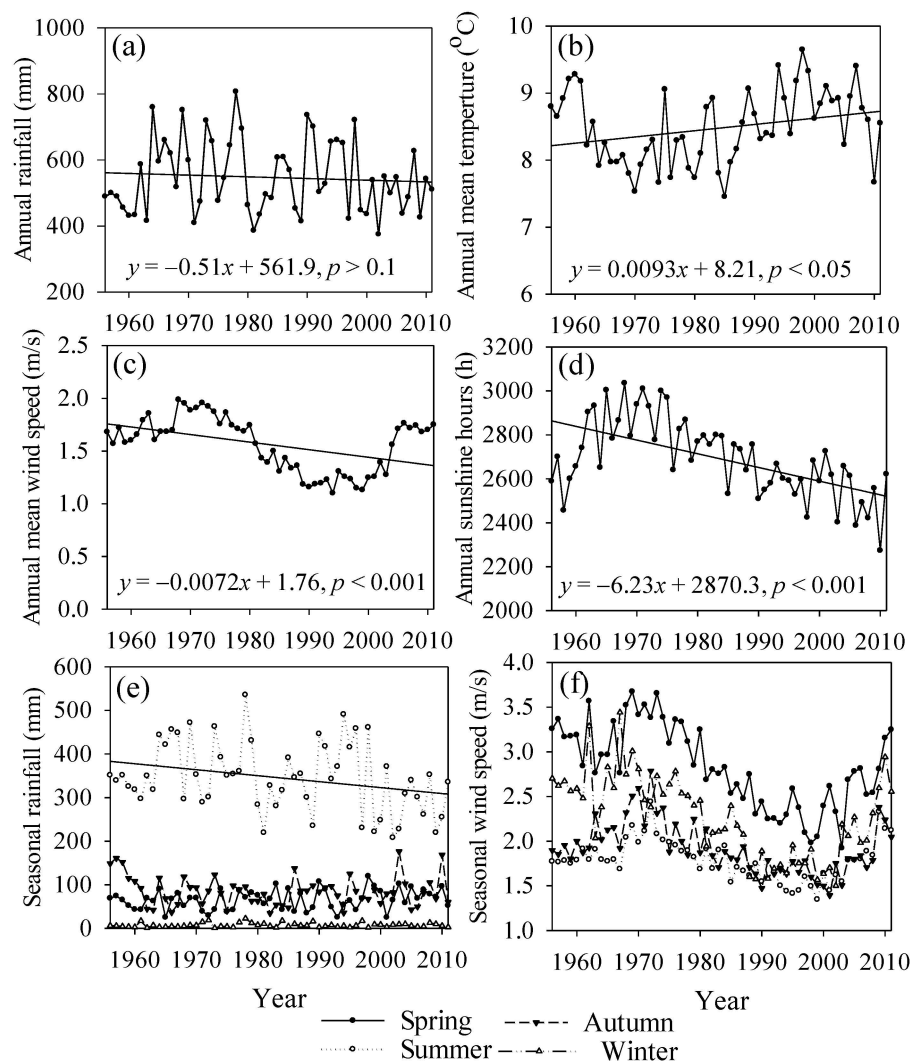 (a)
Annual rainfall (mm)
1000
800
600
400
200
y = –0.51x + 561.9, p > 0.1
1960 1970 1980 1990 2000 2010
(b)
Annual mean temperture (°C)
10
9
8
7
6
y = 0.0093x + 8.21, p < 0.05
1960 1970 1980 1990 2000 2010
(c)
Annual mean wind speed (m/s)
2.5
2.0
1.5
1.0
0.5
0.0
y = –0.0072x + 1.76, p < 0.001
1960 1970 1980 1990 2000 2010
(d)
Annual sunshine hours (h)
3200
3000
2800
2600
2400
2200
2000
y = –6.23x + 2870.3, p < 0.001
1960 1970 1980 1990 2000 2010
(e)
Seasonal rainfall (mm)
600
500
400
300
200
100
0
1960 1970 1980 1990 2000 2010
Year
(f)
Seasonal wind speed (m/s)
4.0
3.5
3.0
2.5
2.0
1.5
1.0
1960 1970 1980 1990 2000 2010
Year
Spring
Autumn
Summer
Winter